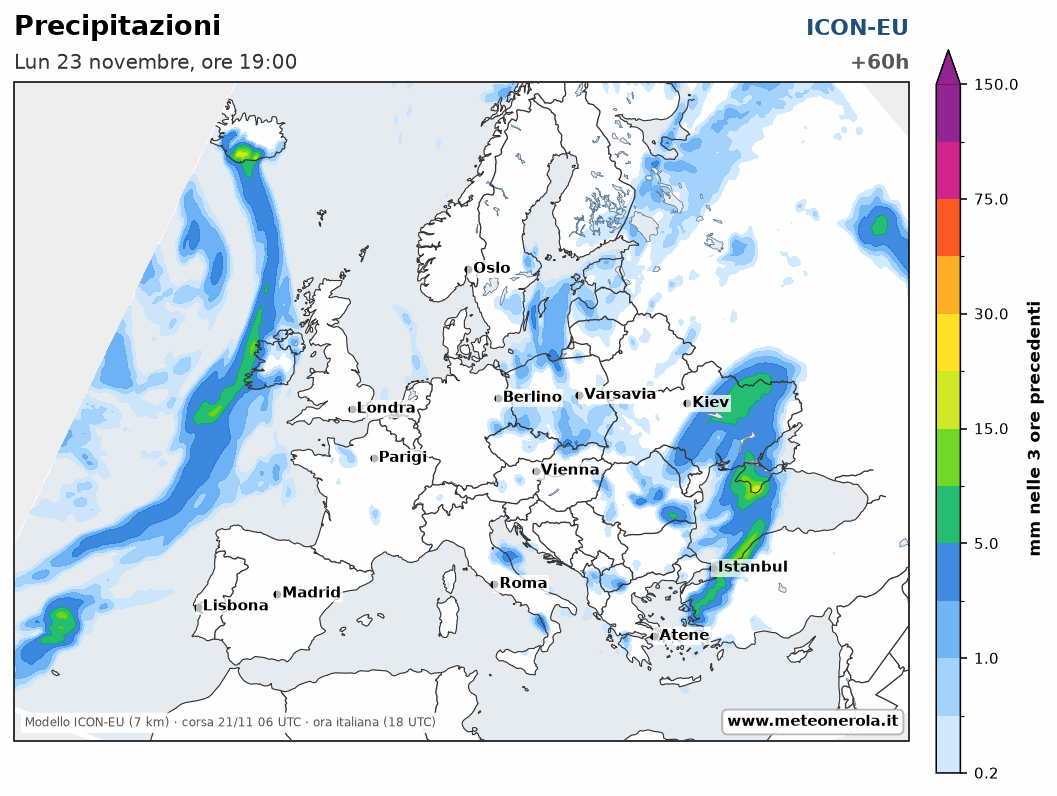 Precipitazioni
ICON-EU
Lun 23 novembre, ore 19:00
+60h
150.0
75.0
30.0
15.0
5.0
1.0
0.2
mm nelle 3 ore precedenti
Oslo
Berlino
Varsavia
Kiev
Londra
Parigi
Vienna
Istanbul
Roma
Madrid
Lisbona
Atene
Modello ICON-EU (7 km) · corsa 21/11 06 UTC · ora italiana (18 UTC)
www.meteonerola.it